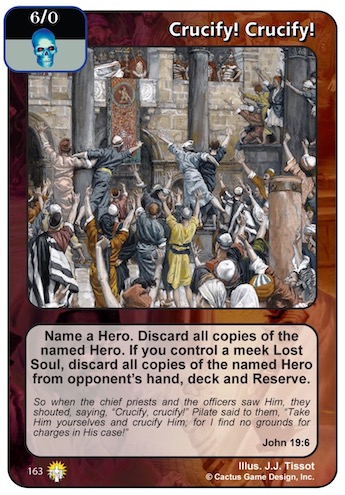 6/0
Crucify! Crucify!
Name a Hero. Discard all copies of the
named Hero. If you control a meek Lost
Soul, discard all copies of the named Hero
from opponent's hand, deck and Reserve.
So when the chief priests and the officers saw Him, they
shouted, saying, “Crucify, crucify!” Pilate said to them, “Take
Him yourselves and crucify Him; for I find no grounds for
charges in His case!”
John 19:6
163
Illus. J.J. Tissot
© Cactus Game Design, Inc.